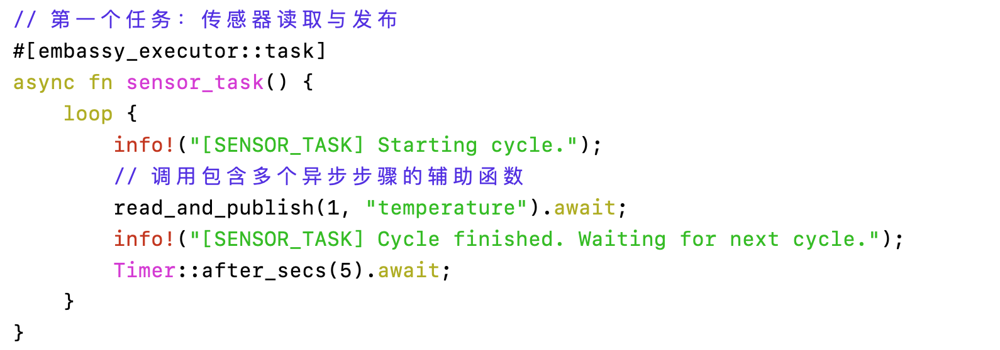 // 第一个任务：传感器读取与发布
#[embassy_executor::task]
async fn sensor_task() {
    loop {
        info!("[SENSOR_TASK] Starting cycle.");
        // 调用包含多个异步步骤的辅助函数
        read_and_publish(1, "temperature").await;
        info!("[SENSOR_TASK] Cycle finished. Waiting for next cycle.");
        Timer::after_secs(5).await;
    }
}